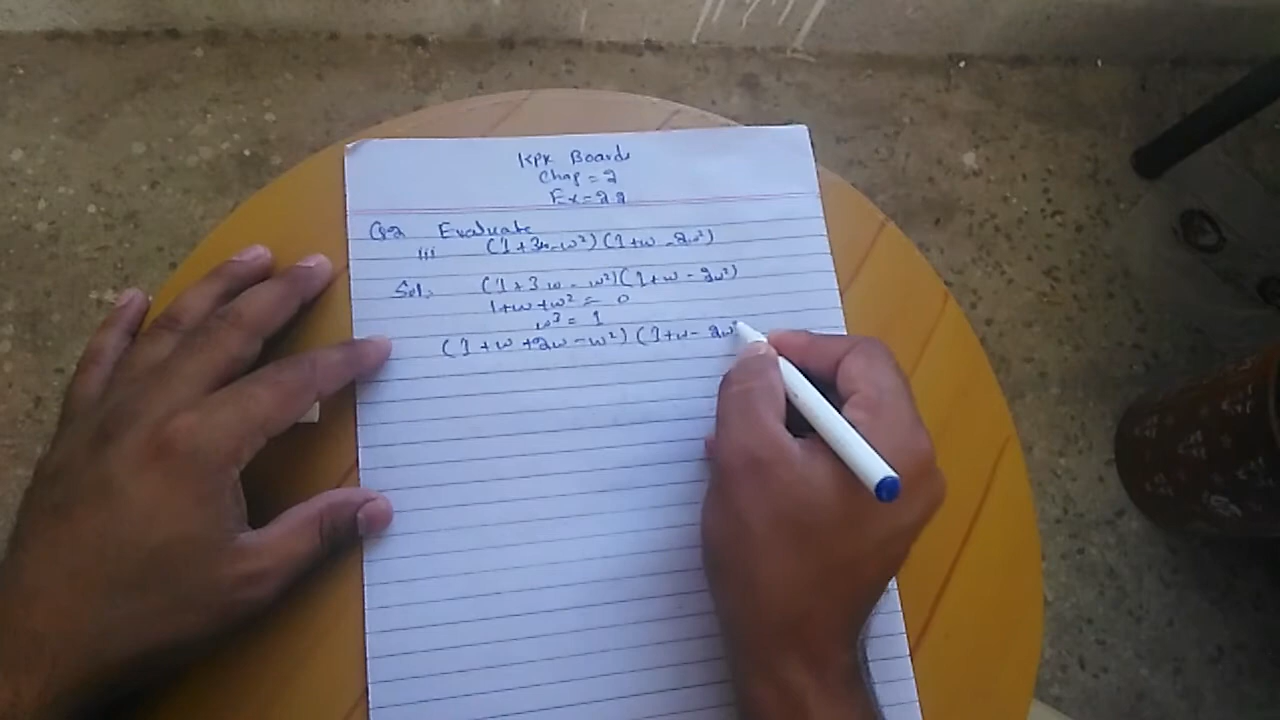 KPK Boards
Chap = 2
Ex = 2.2
Q2 Evaluate
iii (1+3w-w²)(1+w-2w²)
Sol: (1+3w-w²)(1+w-2w²)
1+w+w² = 0
w³ = 1
(1+w+2w-w²)(1+w-2w²